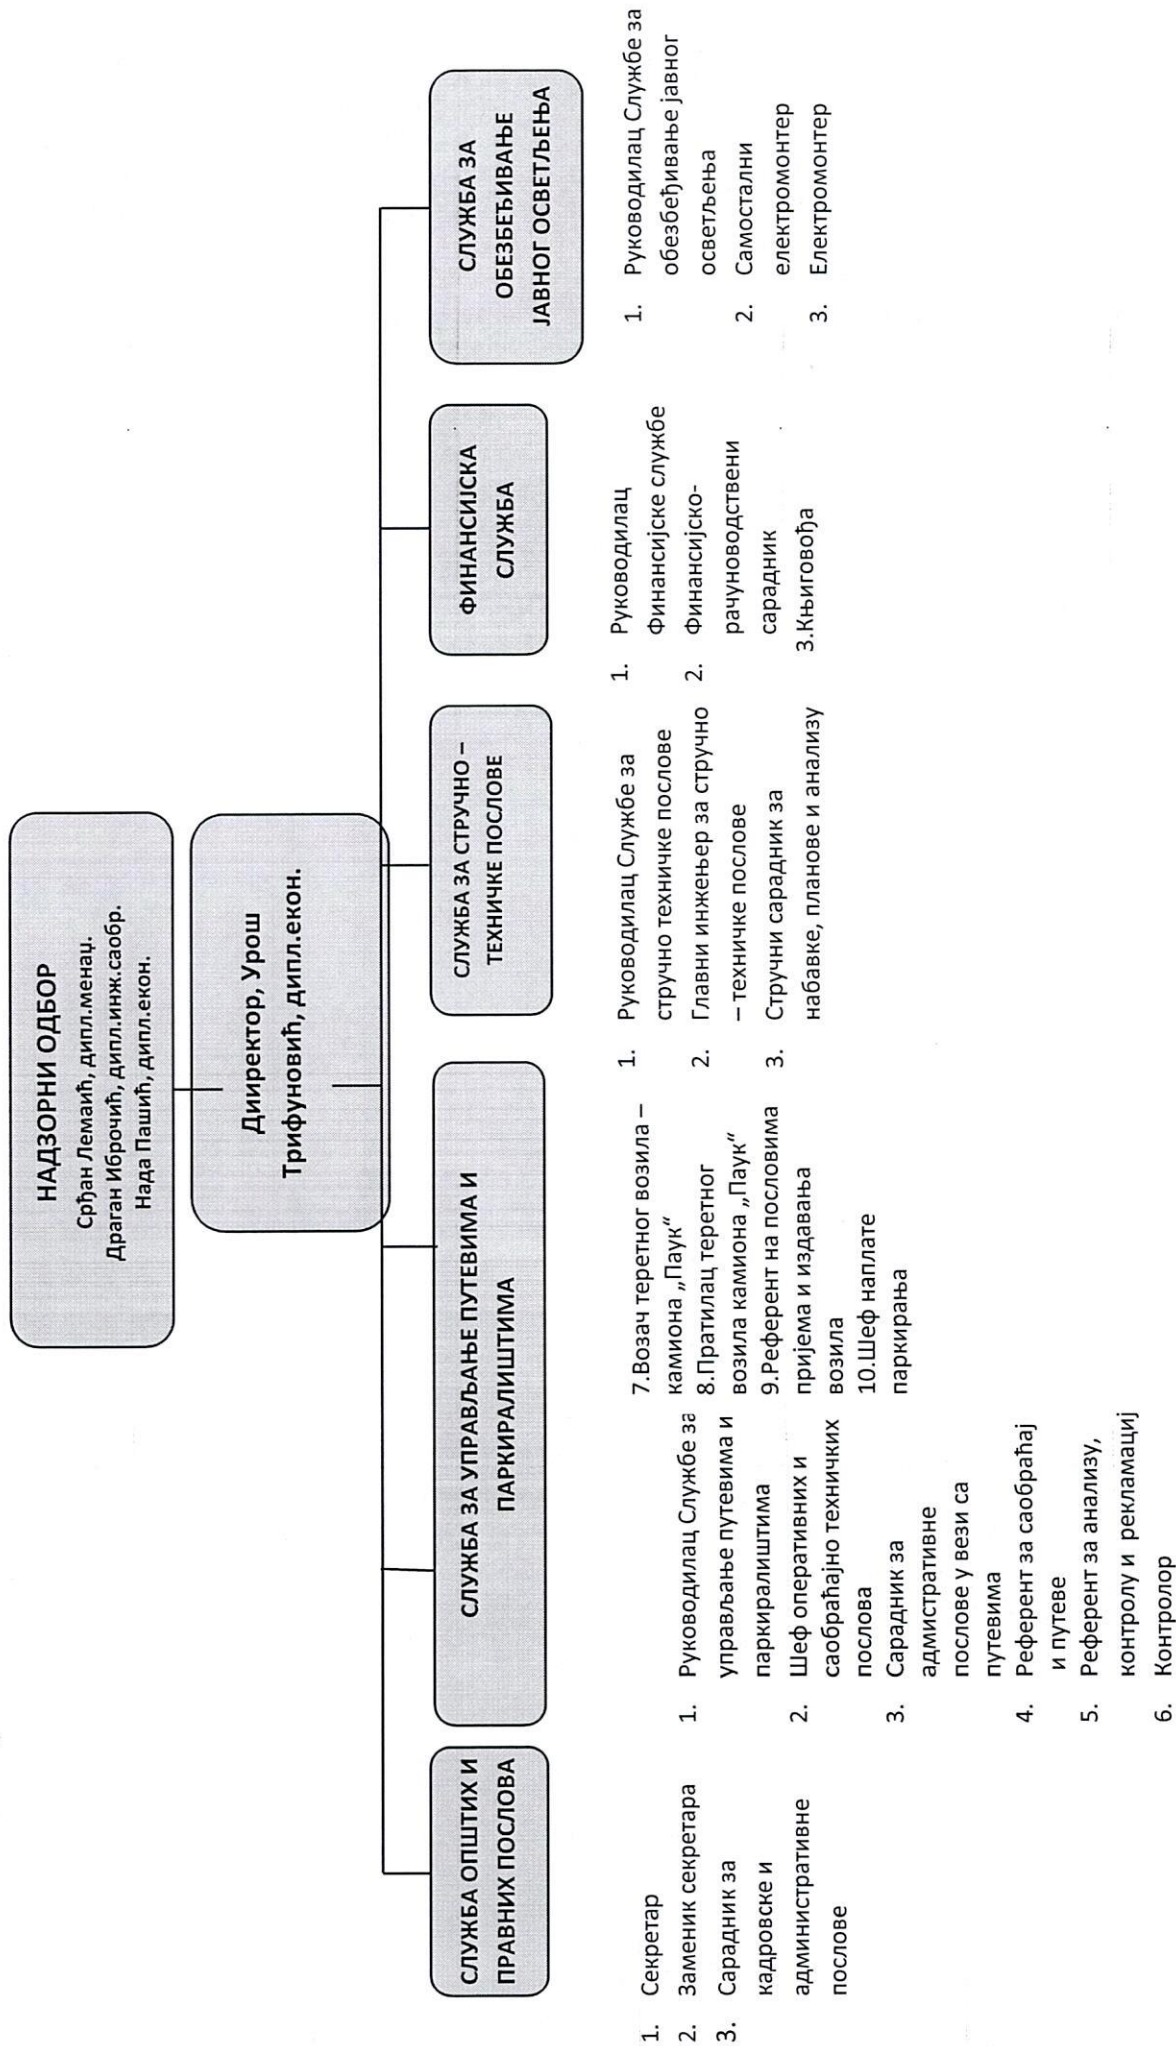 НАДЗОРНИ ОДБОР
Срђан Лемаић, дипл.менаџ.
Драган Иброчић, дипл.инж.саобр.
Нада Пашић, дипл.екон.
Дииректор, Урош
Трифуновић, дипл.екон.
СЛУЖБА ОПШТИХ И
ПРАВНИХ ПОСЛОВА
СЛУЖБА ЗА УПРАВЉАЊЕ ПУТЕВИМА И
ПАРКИРАЛИШТИМА
СЛУЖБА ЗА СТРУЧНО –
ТЕХНИЧКЕ ПОСЛОВЕ
ФИНАНСИЈСКА
СЛУЖБА
СЛУЖБА ЗА
ОБЕЗБЕЂИВАЊЕ
ЈАВНОГ ОСВЕТЉЕЊА
1. Секретар
2. Заменик секретара
3. Сарадник за
кадровске и
административне
послове
1. Руководилац Службе за
управљање путевима и
паркиралиштима
2. Шеф оперативних и
саобраћајно техничких
послова
3. Сарадник за
адмистративне
послове у вези са
путевима
4. Референт за саобраћај
и путеве
5. Референт за анализу,
контролу и рекламациј
6. Контролор
7.Возач теретног возила –
камиона „Паук“
8.Пратилац теретног
возила камиона „Паук“
9.Референт на пословима
пријема и издавања
возила
10.Шеф наплате
паркирања
1. Руководилац Службе за
стручно техничке послове
2. Главни инжењер за стручно
– техничке послове
3. Стручни сарадник за
набавке, планове и анализу
1. Руководилац
Финансијске службе
2. Финансијско-
рачуноводствени
сарадник
3.Књиговођа
1. Руководилац Службе за
обезбеђивање јавног
осветљења
2. Самостални
електромонтер
3. Електромонтер